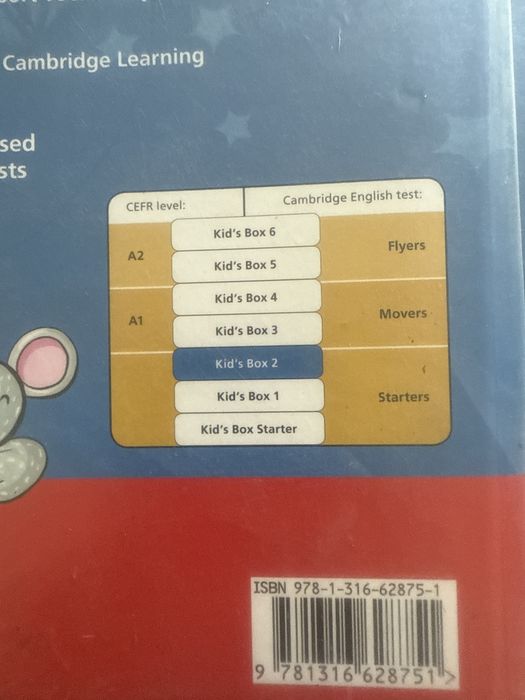 Cambridge Learning
sed
sts
CEFR level:
Cambridge English test:
Kid's Box 6
A2
Flyers
Kid's Box 5
Kid's Box 4
A1
Movers
Kid's Box 3
Kid's Box 2
Kid's Box 1
Starters
Kid's Box Starter
ISBN 978-1-316-62875-1
9 781316 628751 >